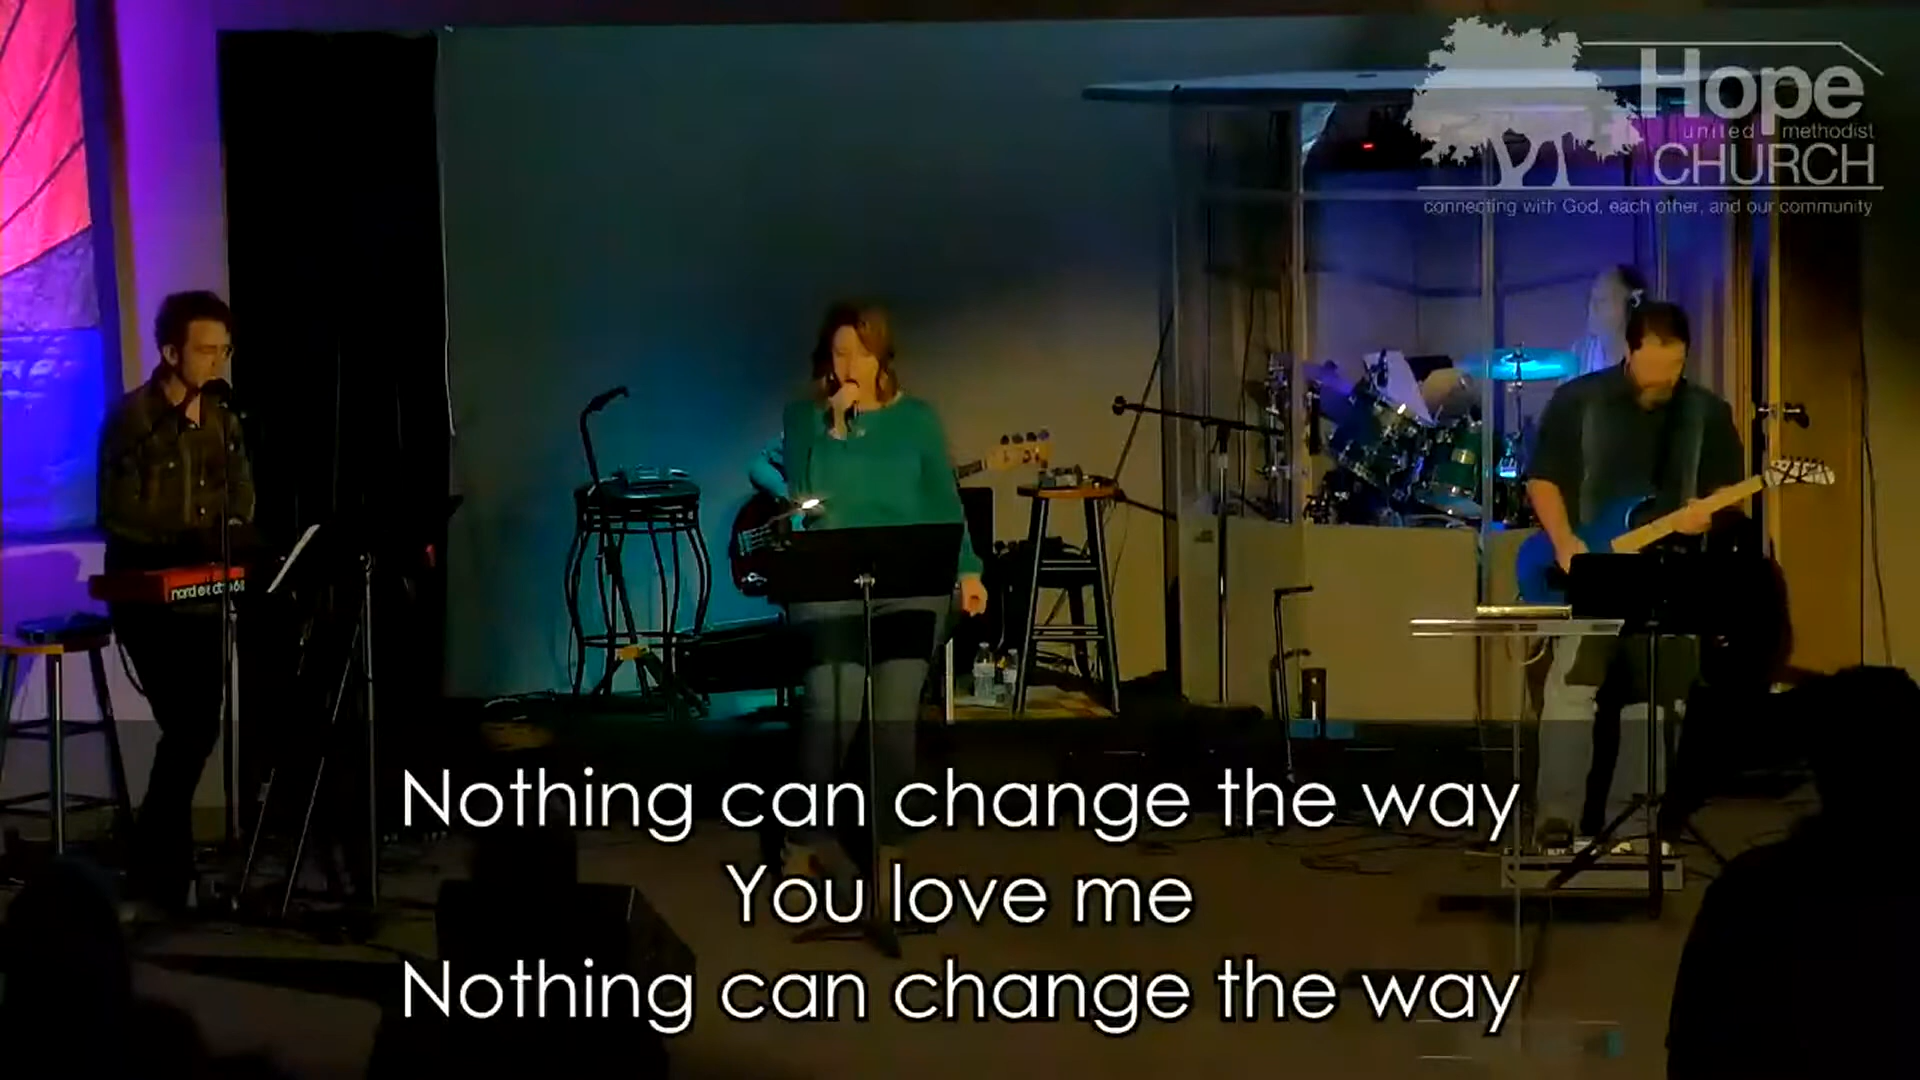 Hope
united methodist
CHURCH
connecting with God, each other, and our community
Nothing can change the way
You love me
Nothing can change the way